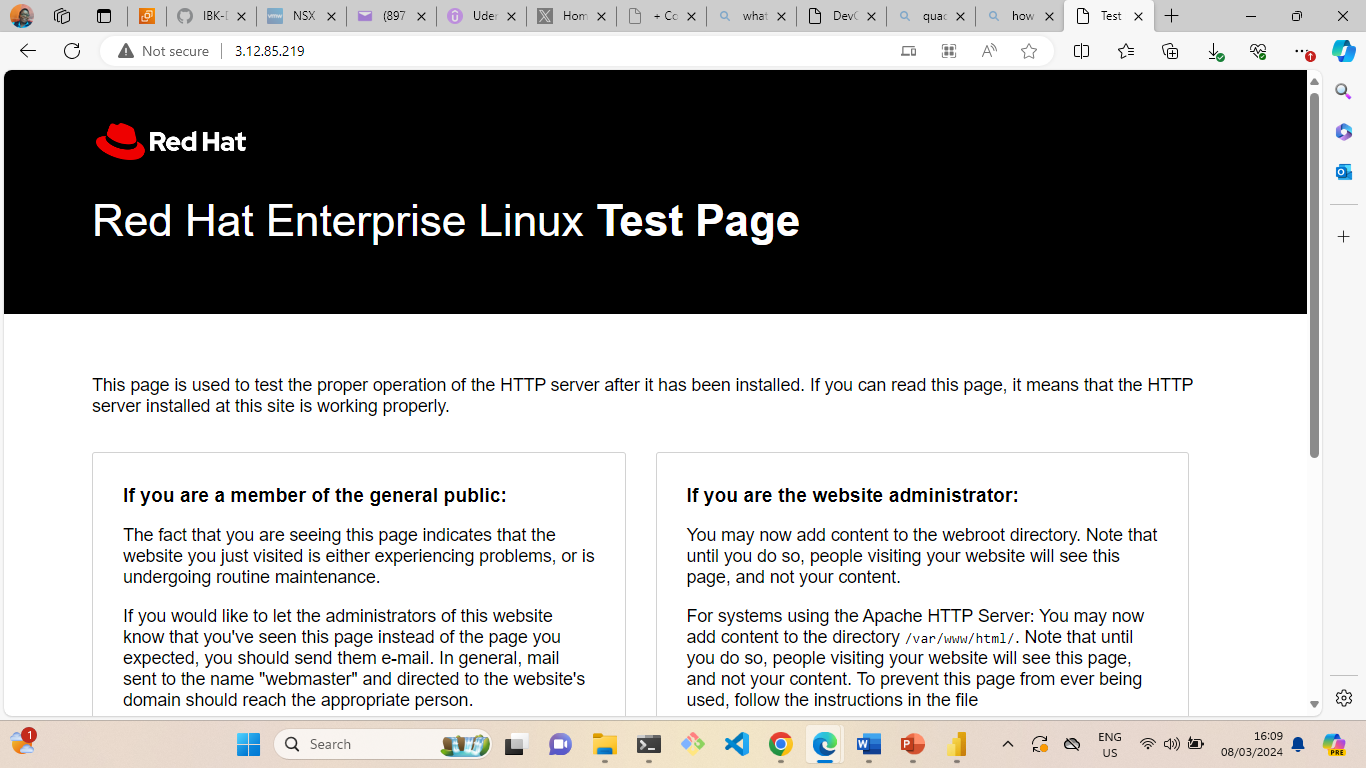 IBK-
NSX
(897
Uder
Hom
+ Co
what
Dev
quac
how
Test
Not secure
3.12.85.219
Red Hat
Red Hat Enterprise Linux Test Page
This page is used to test the proper operation of the HTTP server after it has been installed. If you can read this page, it means that the HTTP
server installed at this site is working properly.
If you are a member of the general public:
The fact that you are seeing this page indicates that the
website you just visited is either experiencing problems, or is
undergoing routine maintenance.
If you would like to let the administrators of this website
know that you've seen this page instead of the page you
expected, you should send them e-mail. In general, mail
sent to the name "webmaster" and directed to the website's
domain should reach the appropriate person.
If you are the website administrator:
You may now add content to the webroot directory. Note that
until you do so, people visiting your website will see this
page, and not your content.
For systems using the Apache HTTP Server: You may now
add content to the directory /var/www/html/. Note that until
you do so, people visiting your website will see this page,
and not your content. To prevent this page from ever being
used, follow the instructions in the file
1
Search
ENG
US
16:09
08/03/2024
PRE